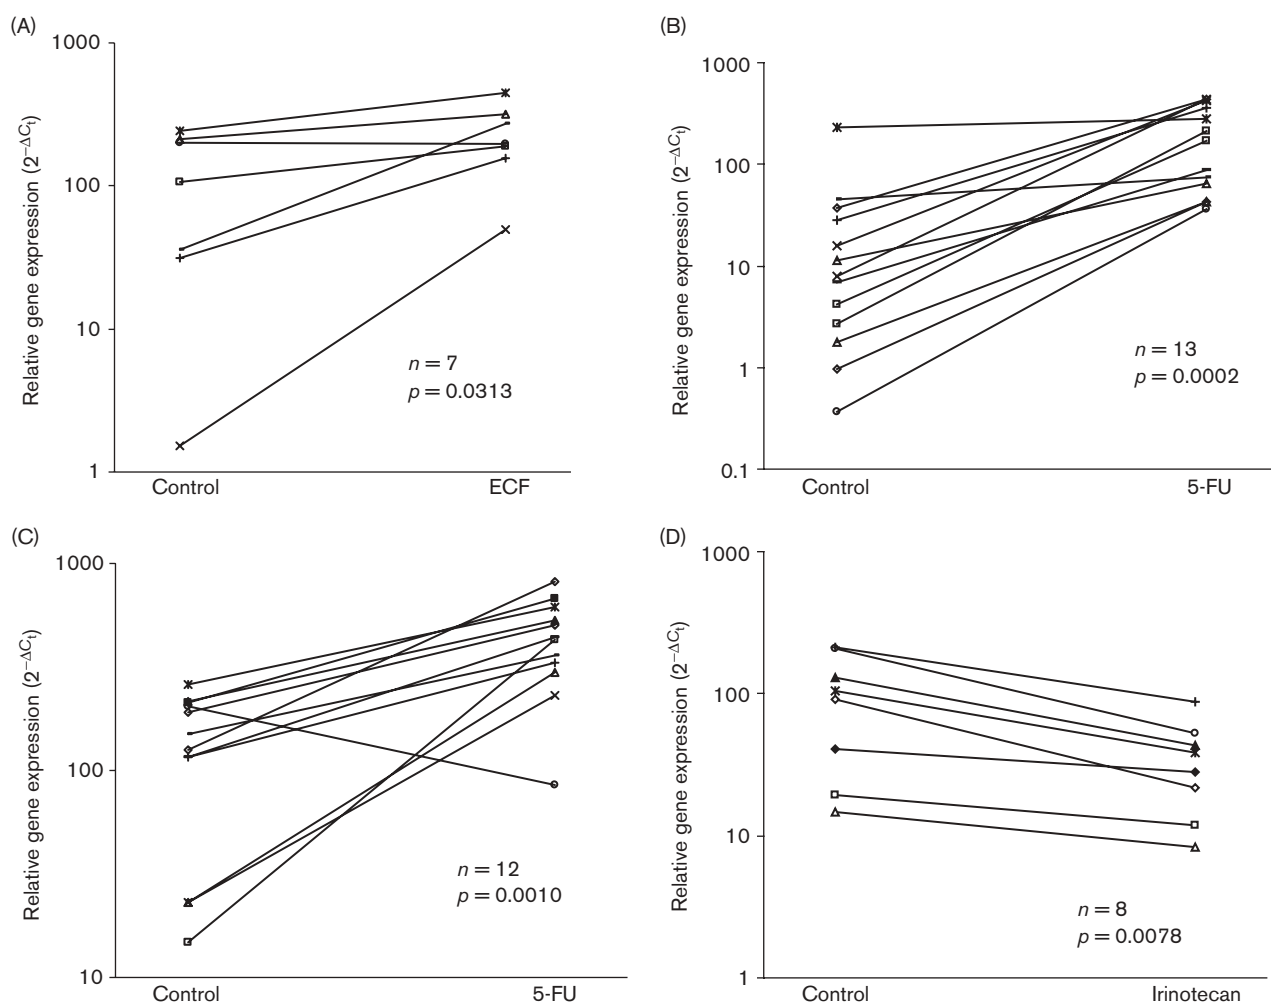 (A)
1000
100
10
1
Relative gene expression (2−ΔCt)
n = 7
p = 0.0313
Control ECF
(B)
1000
100
10
1
0.1
Relative gene expression (2−ΔCt)
n = 13
p = 0.0002
Control 5-FU
(C)
1000
100
10
Relative gene expression (2−ΔCt)
n = 12
p = 0.0010
Control 5-FU
(D)
1000
100
10
1
Relative gene expression (2−ΔCt)
n = 8
p = 0.0078
Control Irinotecan